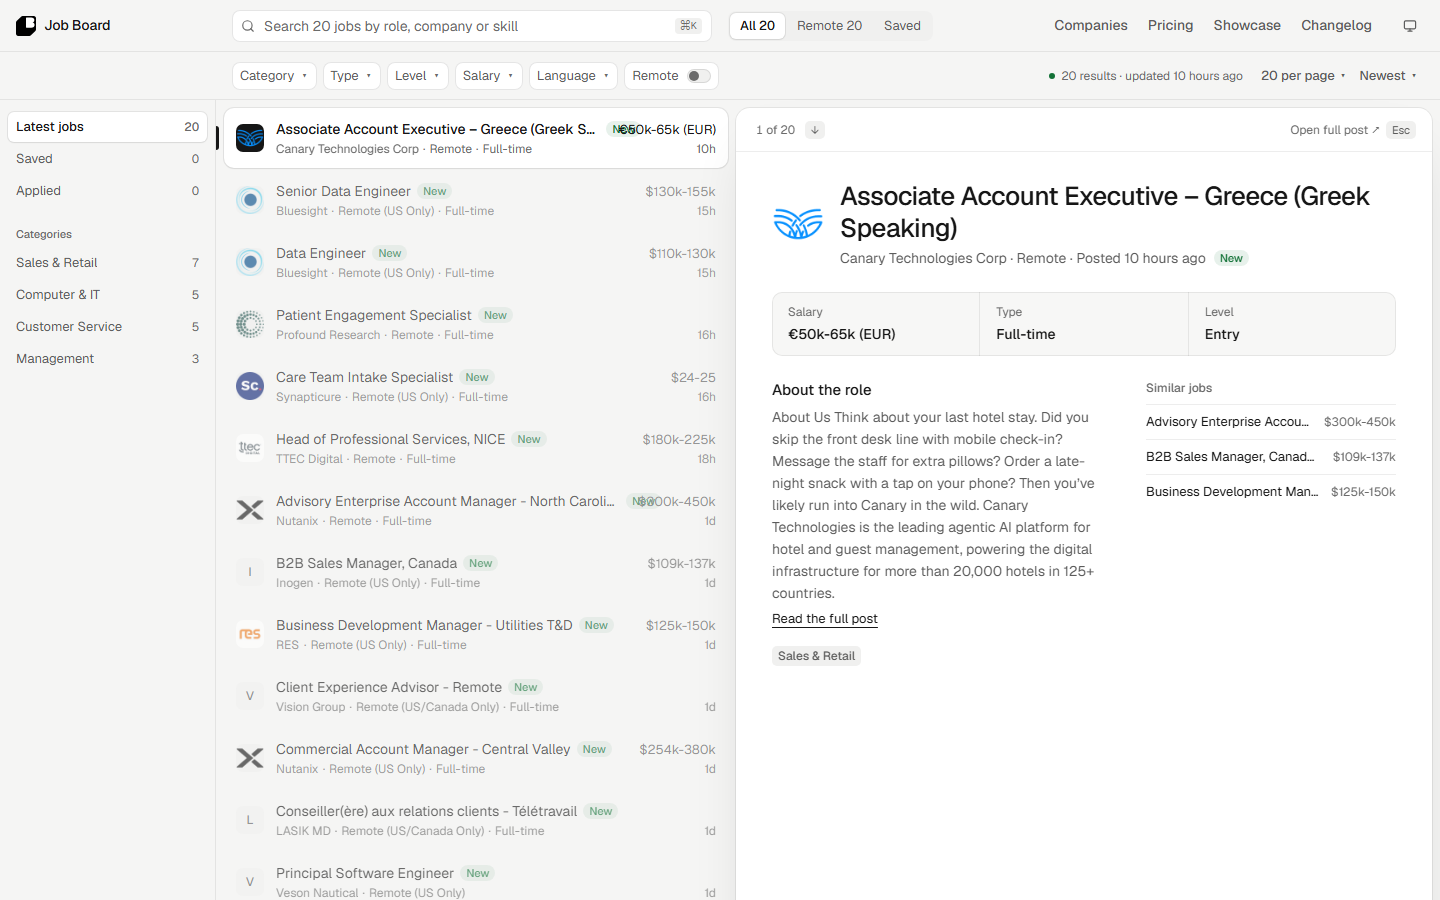 Job Board
Search 20 jobs by role, company or skill
⌘K
All 20
Remote 20
Saved
Companies
Pricing
Showcase
Changelog
Category
Type
Level
Salary
Language
Remote
20 results · updated 10 hours ago
20 per page
Newest
Latest jobs 20
Saved 0
Applied 0
Categories
Sales & Retail 7
Computer & IT 5
Customer Service 5
Management 3
Associate Account Executive – Greece (Greek S... New €50k-65k (EUR)
Canary Technologies Corp · Remote · Full-time 10h
Senior Data Engineer New $130k-155k
Bluesight · Remote (US Only) · Full-time 15h
Data Engineer New $110k-130k
Bluesight · Remote (US Only) · Full-time 15h
Patient Engagement Specialist New
Profound Research · Remote · Full-time 16h
Sc
Care Team Intake Specialist New $24-25
Synapticure · Remote (US Only) · Full-time 16h
ttec
Head of Professional Services, NICE New $180k-225k
TTEC Digital · Remote · Full-time 18h
Advisory Enterprise Account Manager - North Caroli... New $300k-450k
Nutanix · Remote · Full-time 1d
I
B2B Sales Manager, Canada New $109k-137k
Inogen · Remote (US Only) · Full-time 1d
res
Business Development Manager - Utilities T&D New $125k-150k
RES · Remote (US Only) · Full-time 1d
V
Client Experience Advisor - Remote New
Vision Group · Remote (US/Canada Only) · Full-time 1d
Commercial Account Manager - Central Valley New $254k-380k
Nutanix · Remote (US Only) · Full-time 1d
L
Conseiller(ère) aux relations clients - Télétravail New
LASIK MD · Remote (US/Canada Only) · Full-time 1d
V
Principal Software Engineer New
Veson Nautical · Remote (US Only) 1d
1 of 20 ↓
Open full post ↗ Esc
Associate Account Executive – Greece (Greek
Speaking)
Canary Technologies Corp · Remote · Posted 10 hours ago New
Salary
€50k-65k (EUR)
Type
Full-time
Level
Entry
About the role
About Us Think about your last hotel stay. Did you
skip the front desk line with mobile check-in?
Message the staff for extra pillows? Order a late-
night snack with a tap on your phone? Then you've
likely run into Canary in the wild. Canary
Technologies is the leading agentic AI platform for
hotel and guest management, powering the digital
infrastructure for more than 20,000 hotels in 125+
countries.
Read the full post
Sales & Retail
Similar jobs
Advisory Enterprise Accou... $300k-450k
B2B Sales Manager, Canad... $109k-137k
Business Development Man... $125k-150k